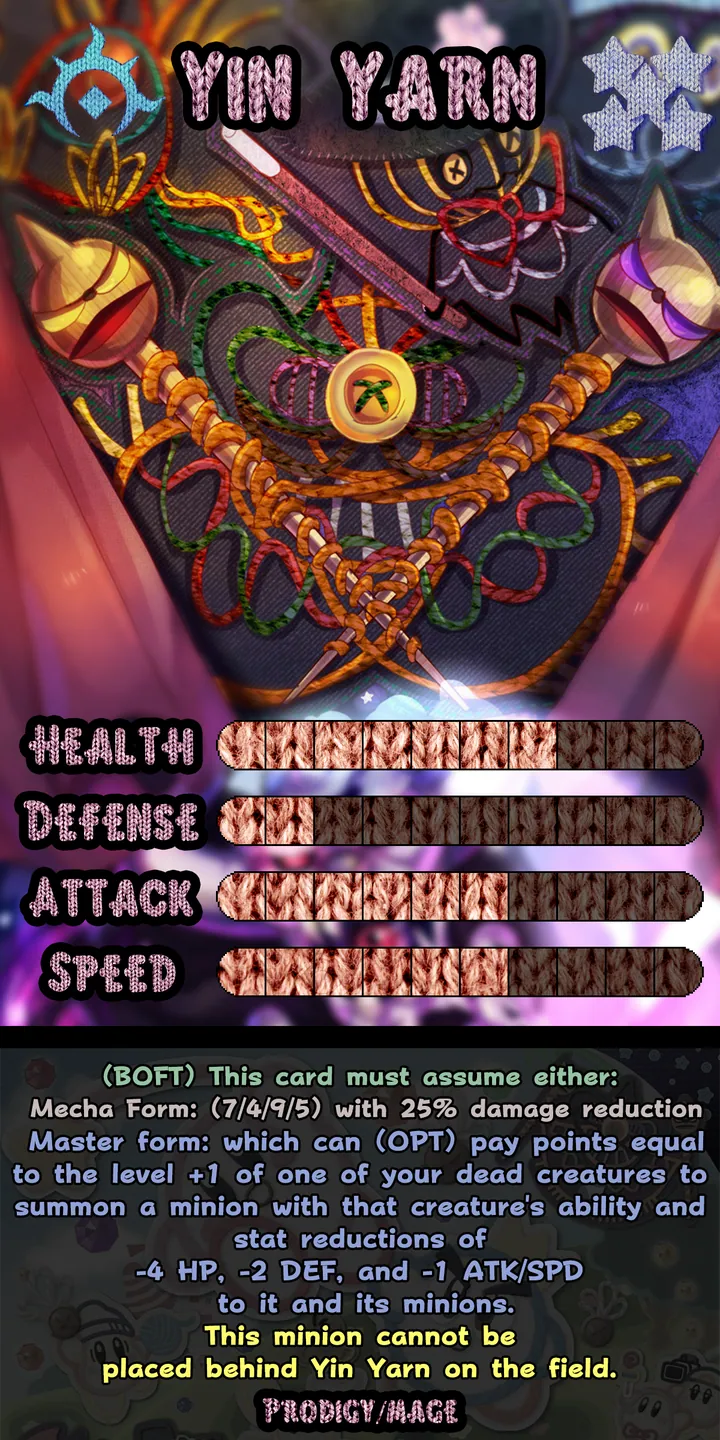 Yin Yarn
Health
Defense
Attack
Speed
(BOFT) This card must assume either:
Mecha Form: (7/4/9/5) with 25% damage reduction
Master form: which can (OPT) pay points equal
to the level +1 of one of your dead creatures to
summon a minion with that creature's ability and
stat reductions of
-4 HP, -2 DEF, and -1 ATK/SPD
to it and its minions.
This minion cannot be
placed behind Yin Yarn on the field.
Prodigy/Mage